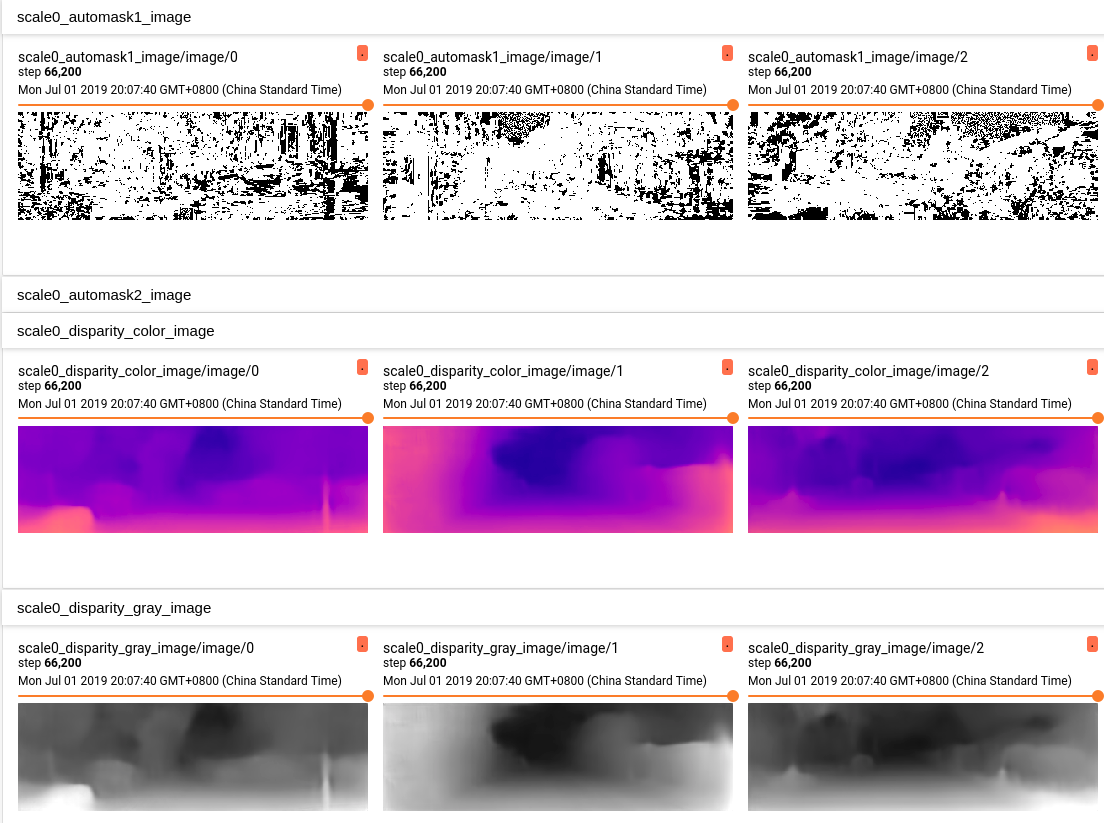 scale0_automask1_image
scale0_automask1_image/image/0
step 66,200
Mon Jul 01 2019 20:07:40 GMT+0800 (China Standard Time)
scale0_automask1_image/image/1
step 66,200
Mon Jul 01 2019 20:07:40 GMT+0800 (China Standard Time)
scale0_automask1_image/image/2
step 66,200
Mon Jul 01 2019 20:07:40 GMT+0800 (China Standard Time)
scale0_automask2_image
scale0_disparity_color_image
scale0_disparity_color_image/image/0
step 66,200
Mon Jul 01 2019 20:07:40 GMT+0800 (China Standard Time)
scale0_disparity_color_image/image/1
step 66,200
Mon Jul 01 2019 20:07:40 GMT+0800 (China Standard Time)
scale0_disparity_color_image/image/2
step 66,200
Mon Jul 01 2019 20:07:40 GMT+0800 (China Standard Time)
scale0_disparity_gray_image
scale0_disparity_gray_image/image/0
step 66,200
Mon Jul 01 2019 20:07:40 GMT+0800 (China Standard Time)
scale0_disparity_gray_image/image/1
step 66,200
Mon Jul 01 2019 20:07:40 GMT+0800 (China Standard Time)
scale0_disparity_gray_image/image/2
step 66,200
Mon Jul 01 2019 20:07:40 GMT+0800 (China Standard Time)